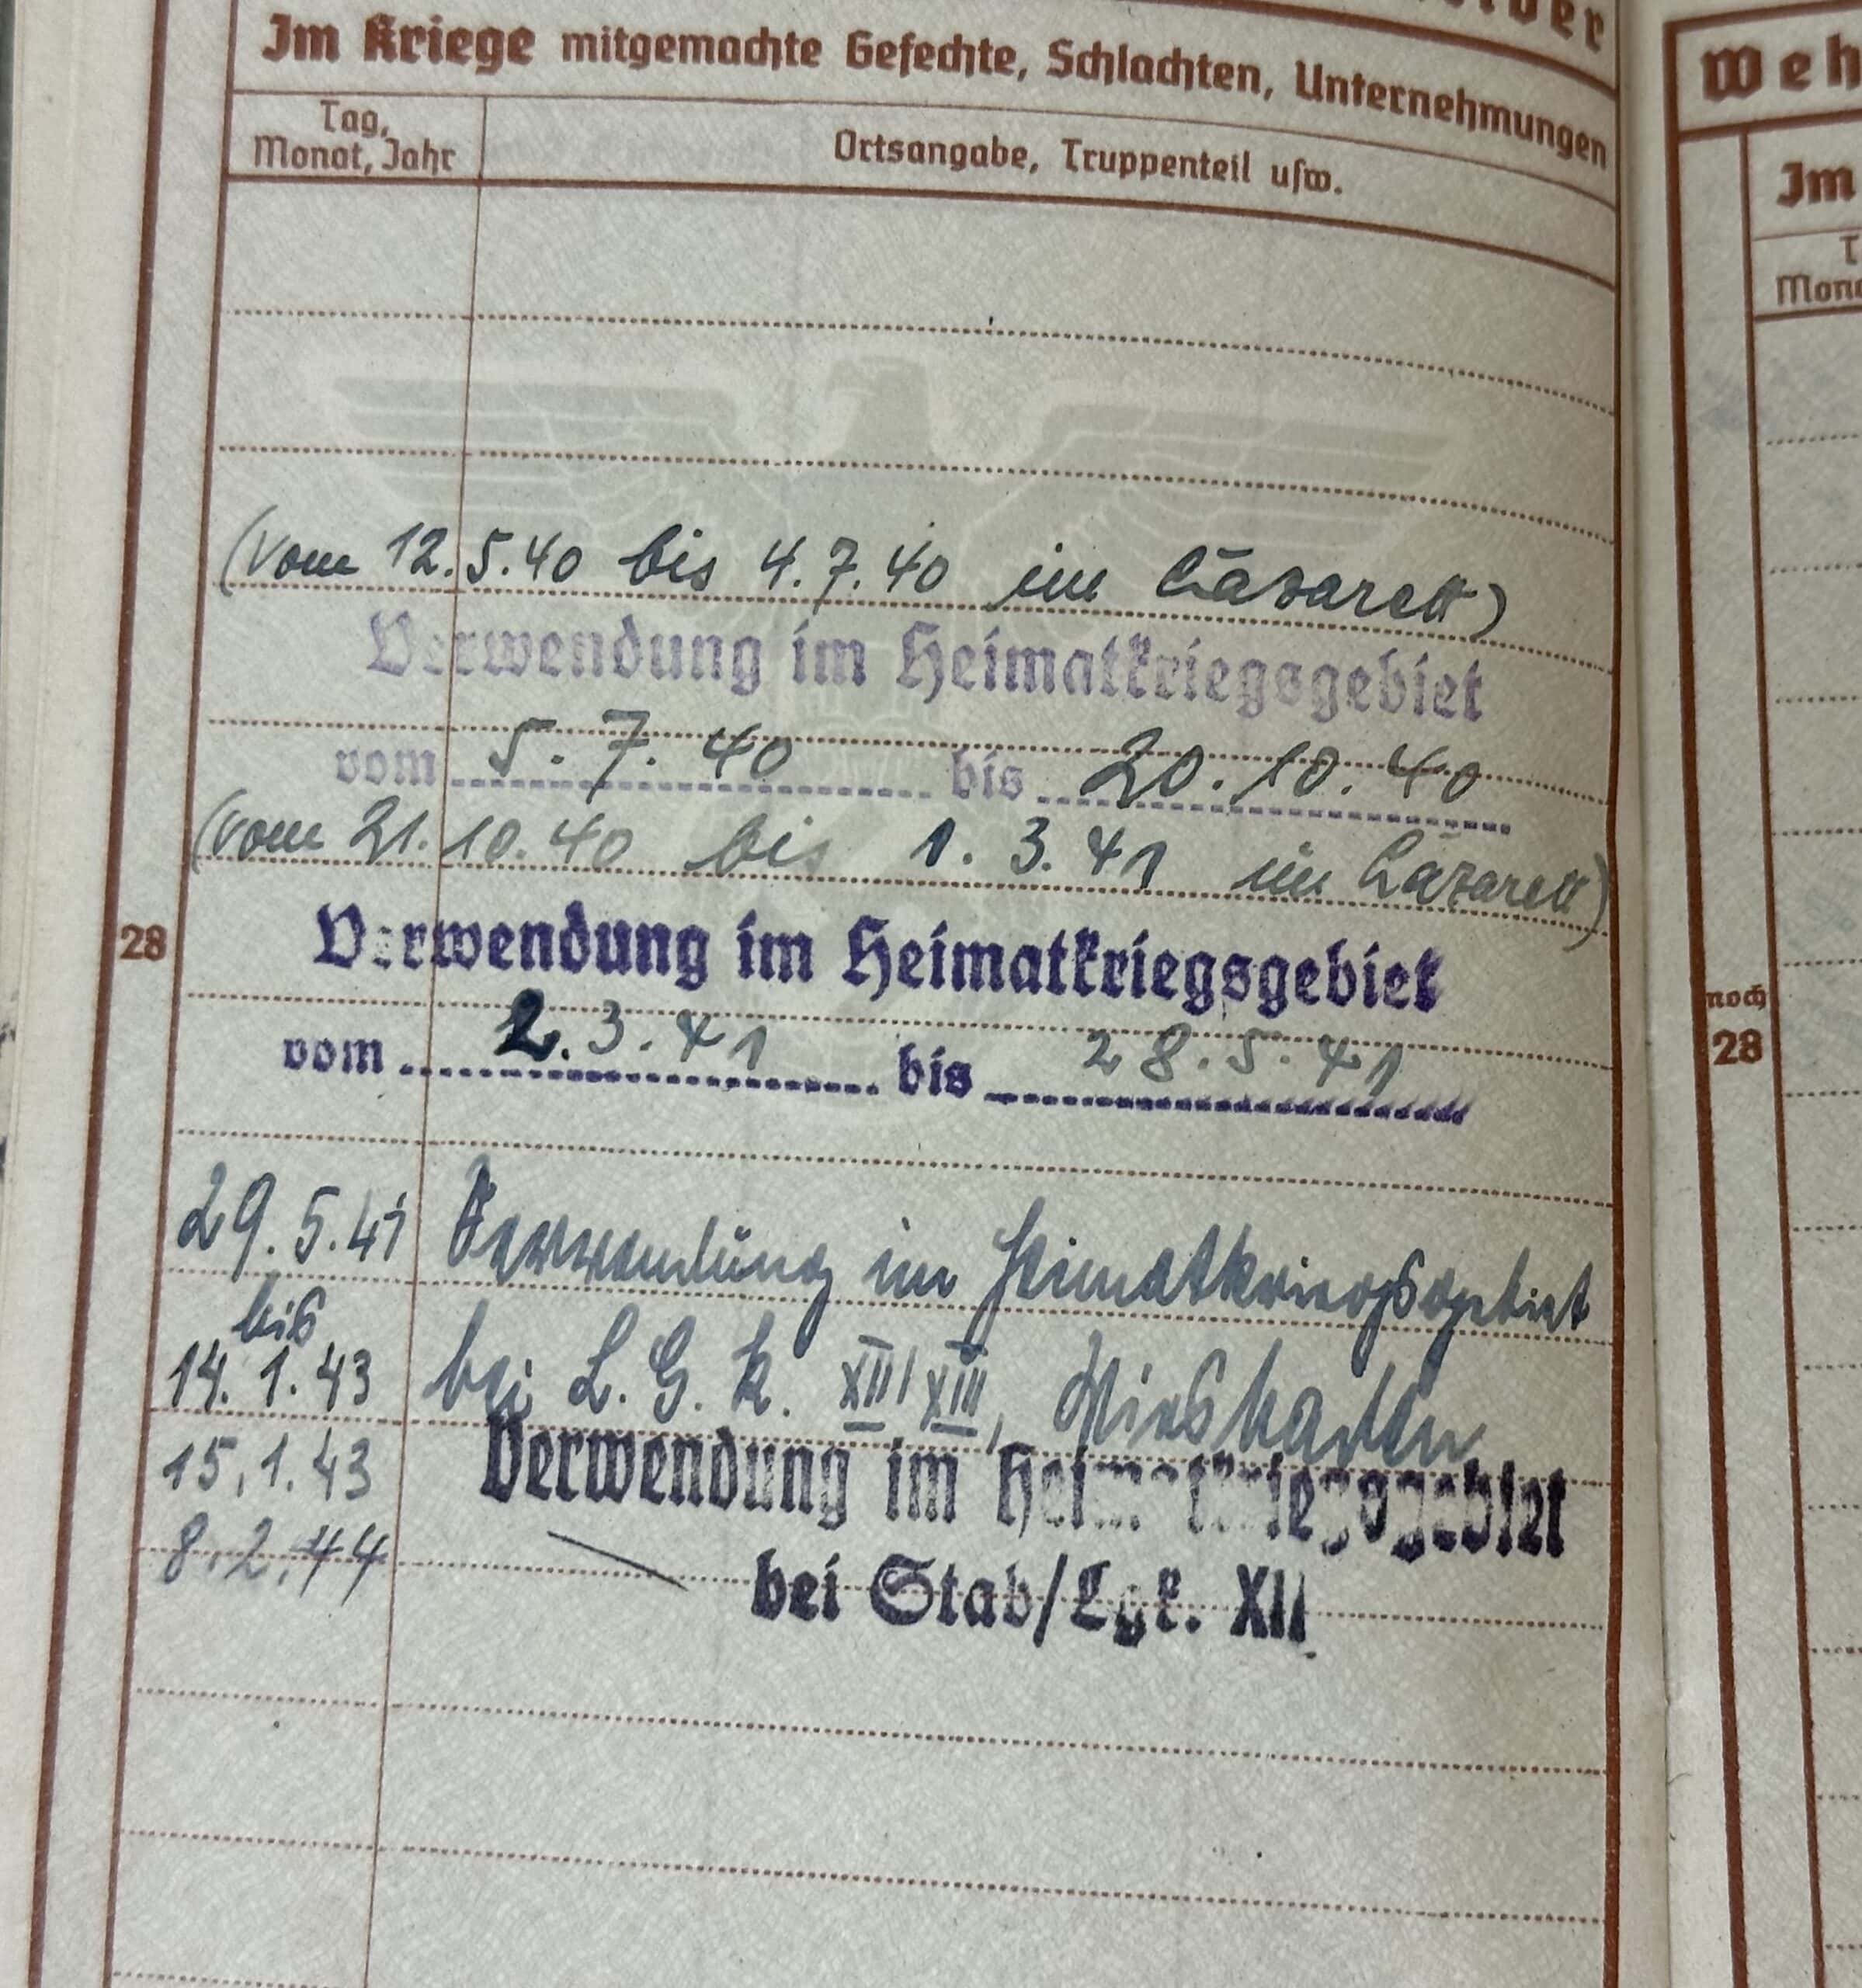 Im Kriege mitgemachte Gefechte, Schlachten, Unternehmungen
Tag,
Monat, Jahr
Ortsangabe, Truppenteil usw.
(vom 12.5.40 bis 4.7.40 im Lazarett)
Verwendung im Heimatkriegsgebiet
vom 5.7.40 bis 20.10.40
(vom 21.10.40 bis 1.3.41 im Lazarett)
28
Verwendung im Heimatkriegsgebiet
vom 2.3.41 bis 28.5.41
29.5.41 Verwendung im Heimatkriegsgebiet
bis
14.1.43 bei L.G.K. XII/XIII, Wiesbaden
15.1.43 Verwendung im Heimatkriegsgebiet
8.2.44 bei Stab/Lgk. XII
Weh
Im
Mon
noch
28